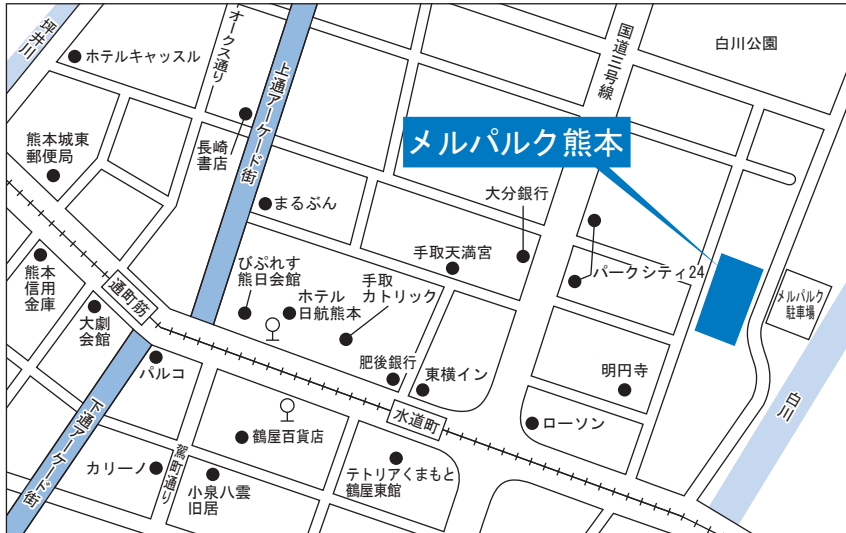 坪井川
ホテルキャッスル
オークス通り
上通アーケード街
国道三号線
白川公園
熊本城東
郵便局
長崎
書店
メルパルク熊本
まるぶん
大分銀行
手取天満宮
パークシティ24
熊本
信用
金庫
通町筋
大劇
会館
びぷれす
熊日会館
ホテル
日航熊本
手取
カトリック
メルパルク
駐車場
パルコ
肥後銀行
東横イン
明円寺
白川
下通アーケード街
鶴屋百貨店
水道町
ローソン
カリーノ
駕町通り
小泉八雲
旧居
テトリアくまもと
鶴屋東館